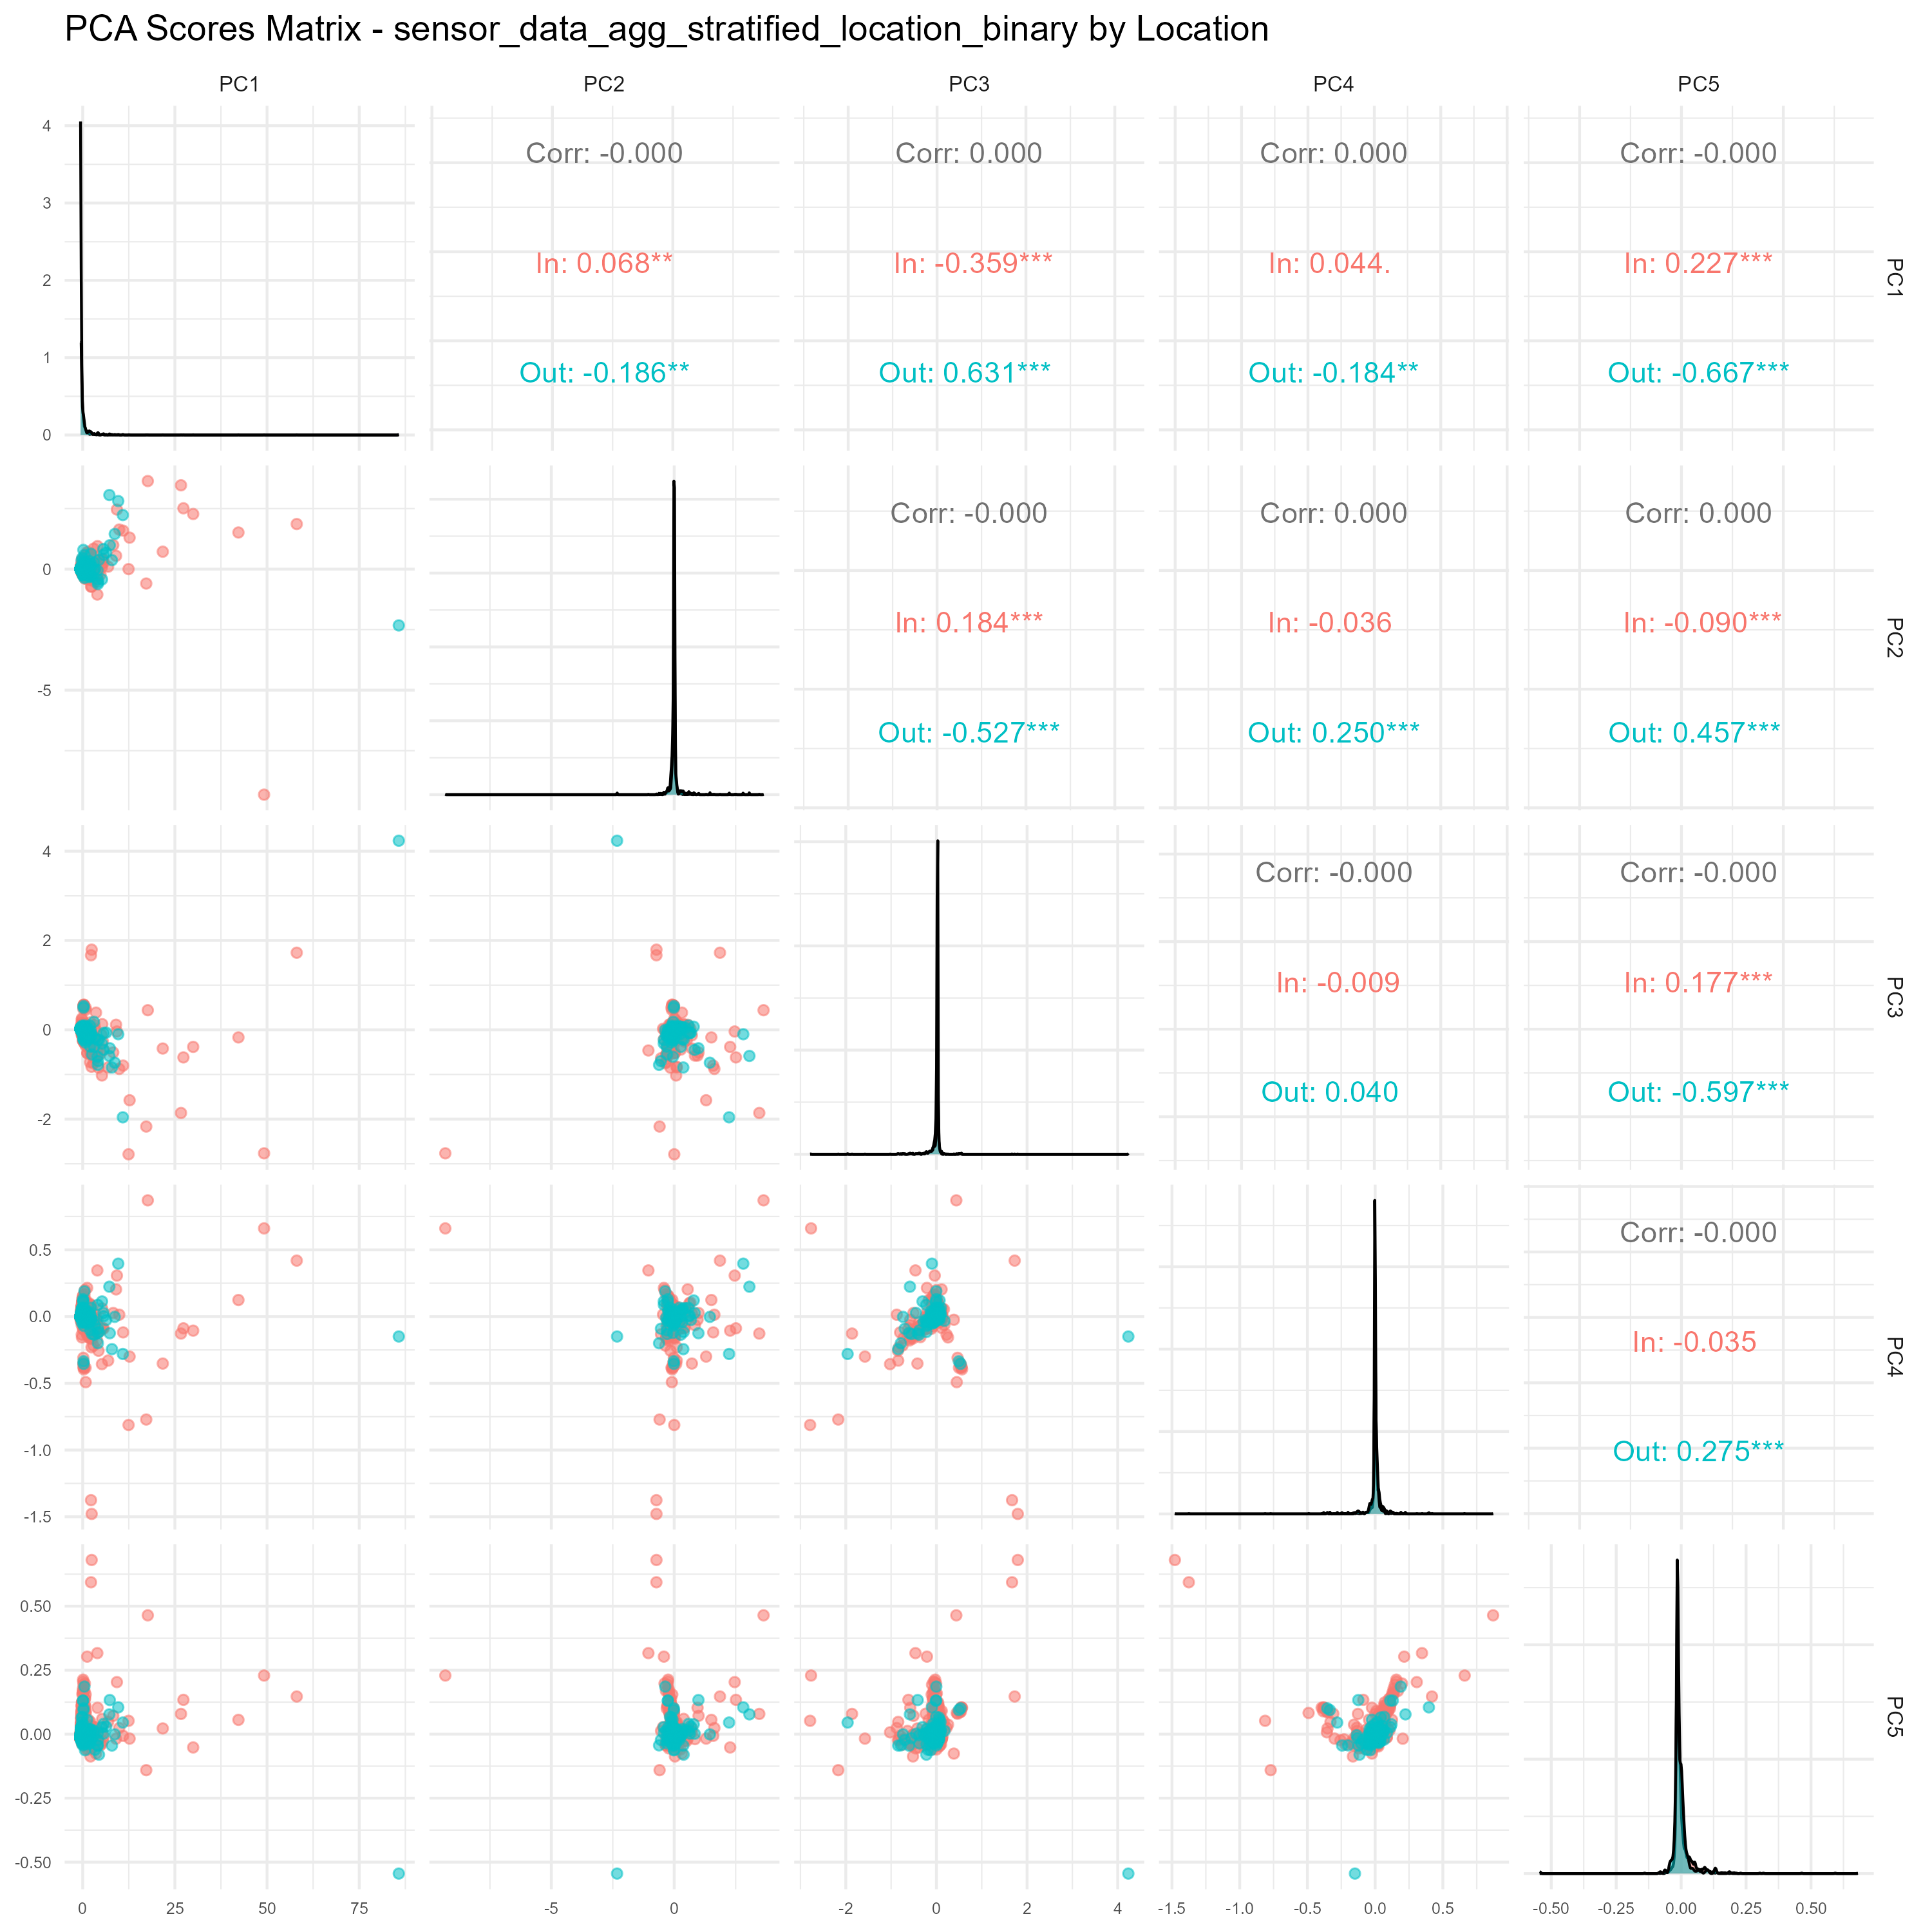 PCA Scores Matrix - sensor_data_agg_stratified_location_binary by Location
PC1 PC2 PC3 PC4 PC5
4
3
2
1
0
Corr: -0.000
In: 0.068**
Out: -0.186**
Corr: 0.000
In: -0.359***
Out: 0.631***
Corr: 0.000
In: 0.044.
Out: -0.184**
Corr: -0.000
In: 0.227***
Out: -0.667***
PC1
0
-5
Corr: -0.000
In: 0.184***
Out: -0.527***
Corr: 0.000
In: -0.036
Out: 0.250***
Corr: 0.000
In: -0.090***
Out: 0.457***
PC2
4
2
0
-2
Corr: -0.000
In: -0.009
Out: 0.040
Corr: -0.000
In: 0.177***
Out: -0.597***
PC3
0.5
0.0
-0.5
-1.0
-1.5
Corr: -0.000
In: -0.035
Out: 0.275***
PC4
0.50
0.25
0.00
-0.25
-0.50
PC5
0 25 50 75
-5 0
-2 0 2 4
-1.5 -1.0 -0.5 0.0 0.5
-0.50 -0.25 0.00 0.25 0.50